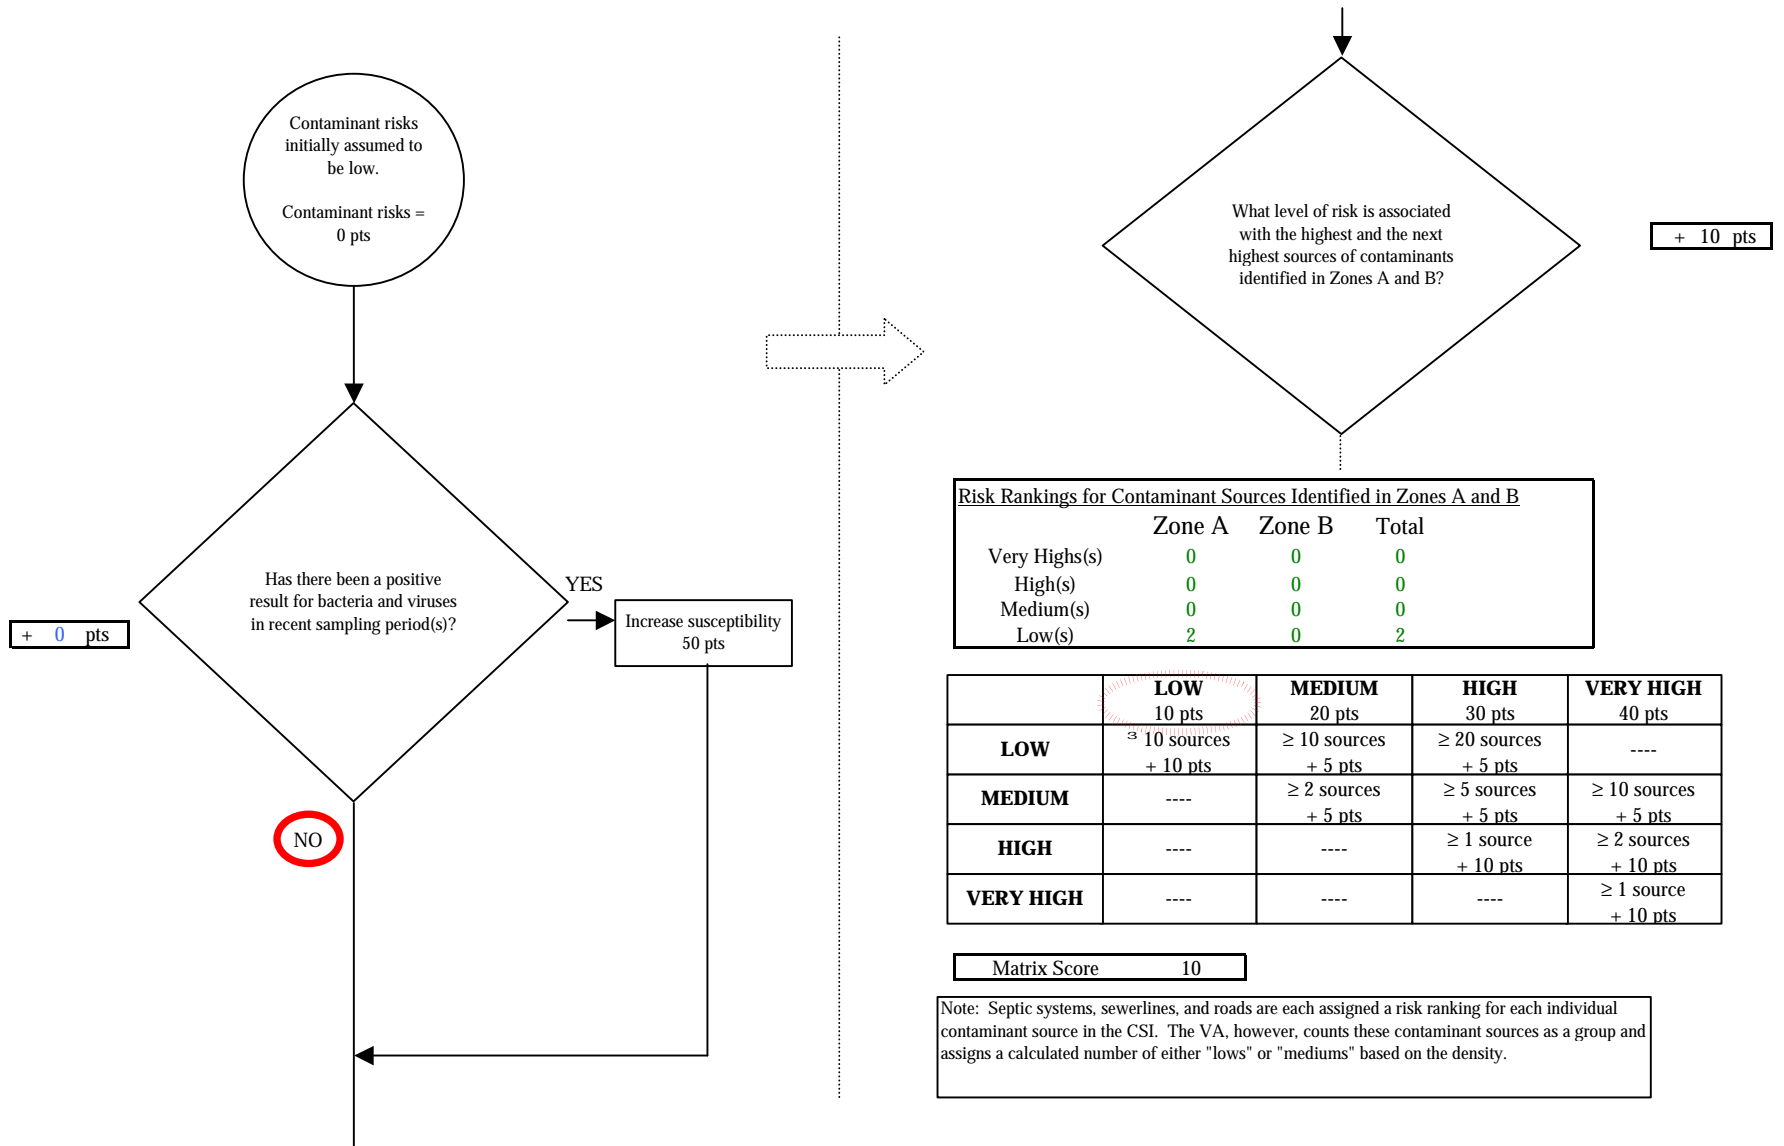 Contaminant risks
initially assumed to
be low.
Contaminant risks =
0 pts
Has there been a positive
result for bacteria and viruses
in recent sampling period(s)?
YES
Increase susceptibility
50 pts
+ 0 pts
NO
What level of risk is associated
with the highest and the next
highest sources of contaminants
identified in Zones A and B?
+ 10 pts
Risk Rankings for Contaminant Sources Identified in Zones A and B
Zone A Zone B Total
Very Highs(s) 0 0 0
High(s) 0 0 0
Medium(s) 0 0 0
Low(s) 2 0 2
LOW MEDIUM HIGH VERY HIGH
10 pts 20 pts 30 pts 40 pts
LOW ³ 10 sources ≥ 10 sources ≥ 20 sources ----
+ 10 pts + 5 pts + 5 pts
MEDIUM ---- ≥ 2 sources ≥ 5 sources ≥ 10 sources
+ 5 pts + 5 pts + 5 pts
HIGH ---- ---- ≥ 1 source ≥ 2 sources
+ 10 pts + 10 pts
VERY HIGH ---- ---- ---- ≥ 1 source
+ 10 pts
Matrix Score 10
Note: Septic systems, sewerlines, and roads are each assigned a risk ranking for each individual
contaminant source in the CSI. The VA, however, counts these contaminant sources as a group and
assigns a calculated number of either "lows" or "mediums" based on the density.